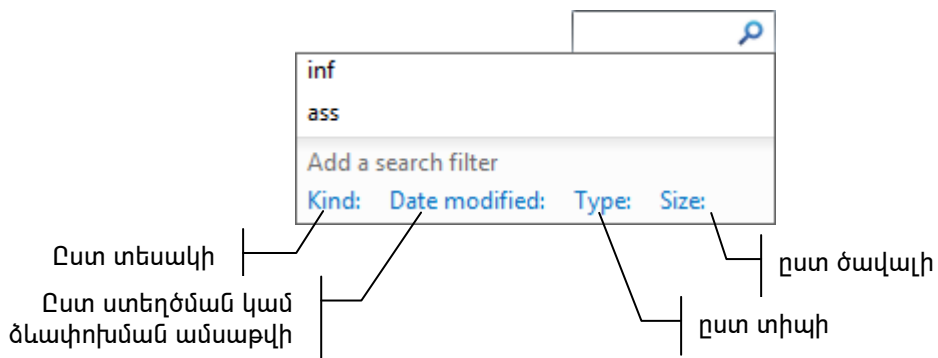 inf
ass
Add a search filter
Kind: Date modified: Type: Size:
Ըստ տեսակի
ըստ ծավալի
Ըստ ստեղծման կամ
ձևափոխման ամսաթվի
ըստ տիպի